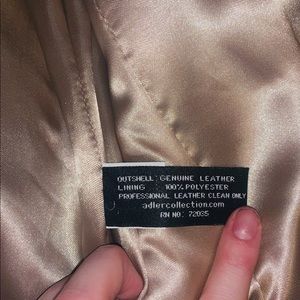 OUTSHELL: GENUINE LEATHER
LINING : 100% POLYESTER
PROFESSIONAL LEATHER CLEAN ONLY
adlercollection.com
RN NO: 72035